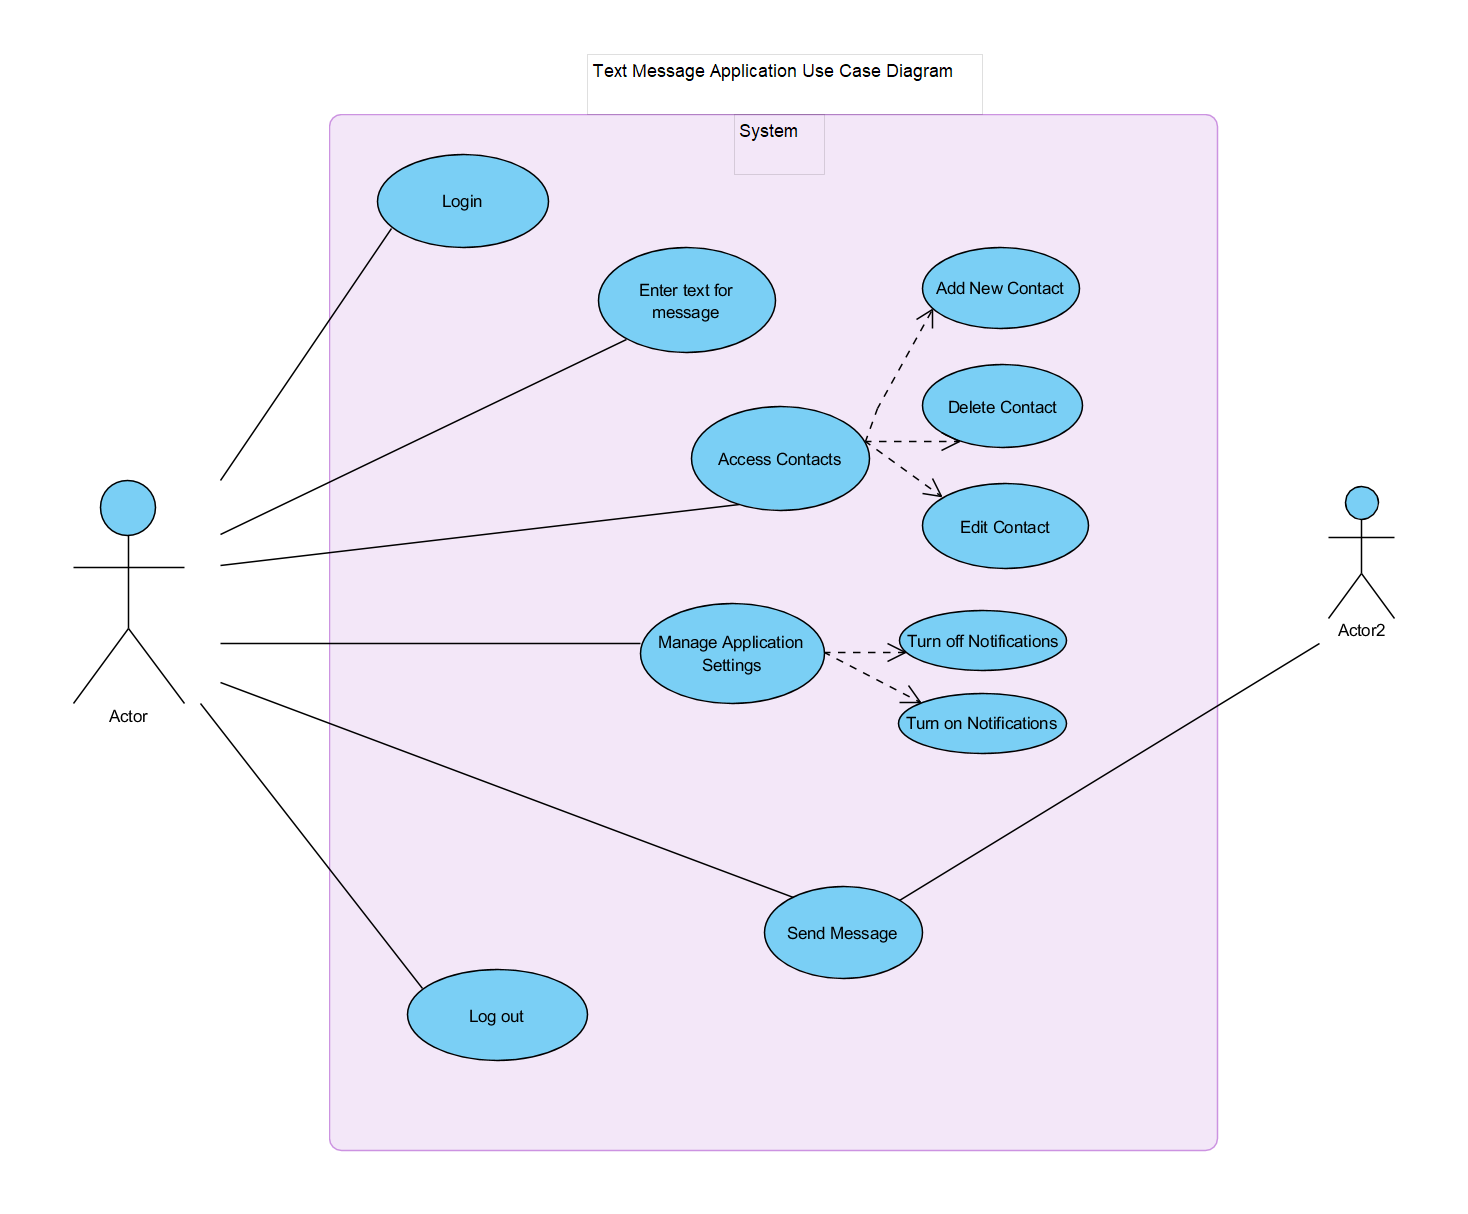 Text Message Application Use Case Diagram
System
Login
Enter text for
message
Add New Contact
Delete Contact
Access Contacts
Edit Contact
Actor2
Manage Application
Settings
Turn off Notifications
Turn on Notifications
Actor
Send Message
Log out